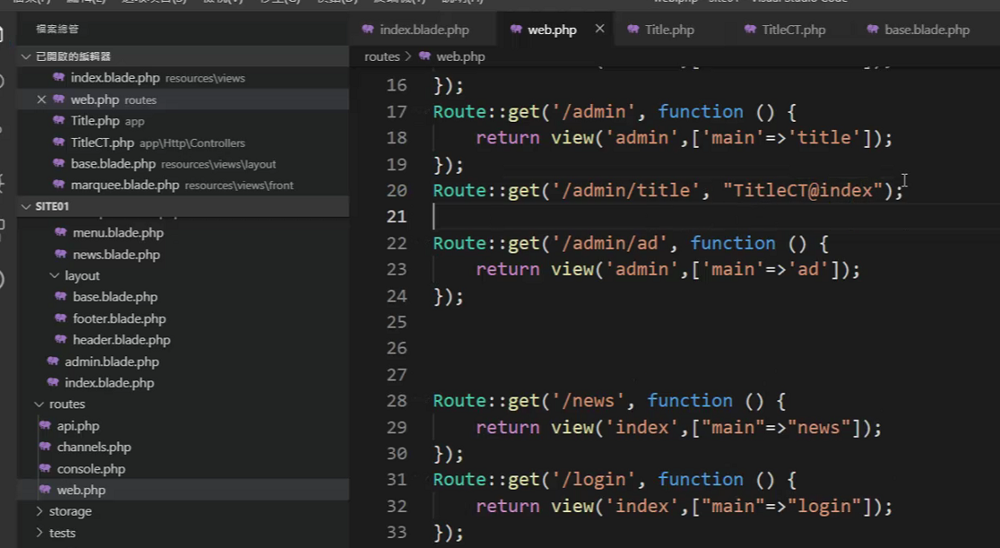 web.php - site01 - Visual Studio Code
檔案總管
已開啟的編輯器
index.blade.php resources\views
web.php routes
Title.php app
TitleCT.php app\Http\Controllers
base.blade.php resources\views\layout
marquee.blade.php resources\views\front
SITE01
menu.blade.php
news.blade.php
layout
base.blade.php
footer.blade.php
header.blade.php
admin.blade.php
index.blade.php
routes
api.php
channels.php
console.php
web.php
storage
tests
index.blade.php web.php × Title.php TitleCT.php base.blade.php
routes > web.php
16 });
17 Route::get('/admin', function () {
18 return view('admin',['main'=>'title']);
19 });
20 Route::get('/admin/title', "TitleCT@index");
21
22 Route::get('/admin/ad', function () {
23 return view('admin',['main'=>'ad']);
24 });
25
26
27
28 Route::get('/news', function () {
29 return view('index',["main"=>"news"]);
30 });
31 Route::get('/login', function () {
32 return view('index',["main"=>"login"]);
33 });